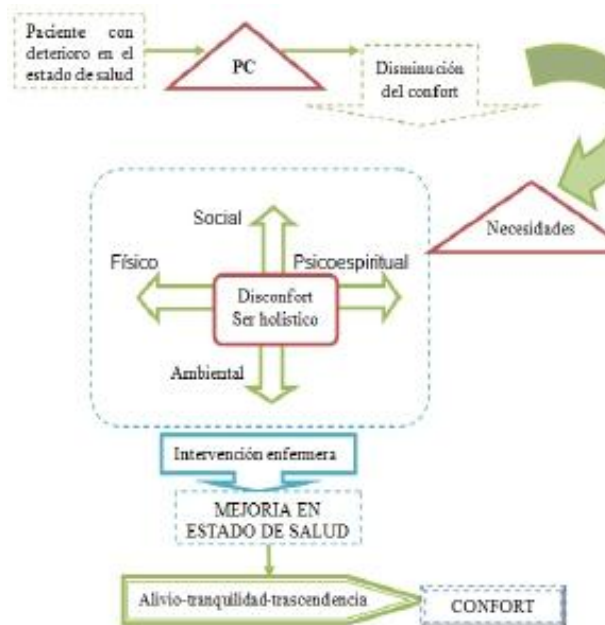 Paciente con
deterioro en el
estado de salud
PC
Disminución
del confort
Necesidades
Social
Físico
Psicoespiritual
Disconfort
Ser holístico
Ambiental
Intervención enfermera
MEJORIA EN
ESTADO DE SALUD
Alivio-tranquilidad-trascendencia
CONFORT